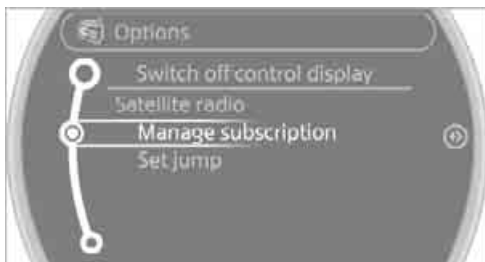 Options
Switch off control display
Satellite radio
Manage subscription
Set jump